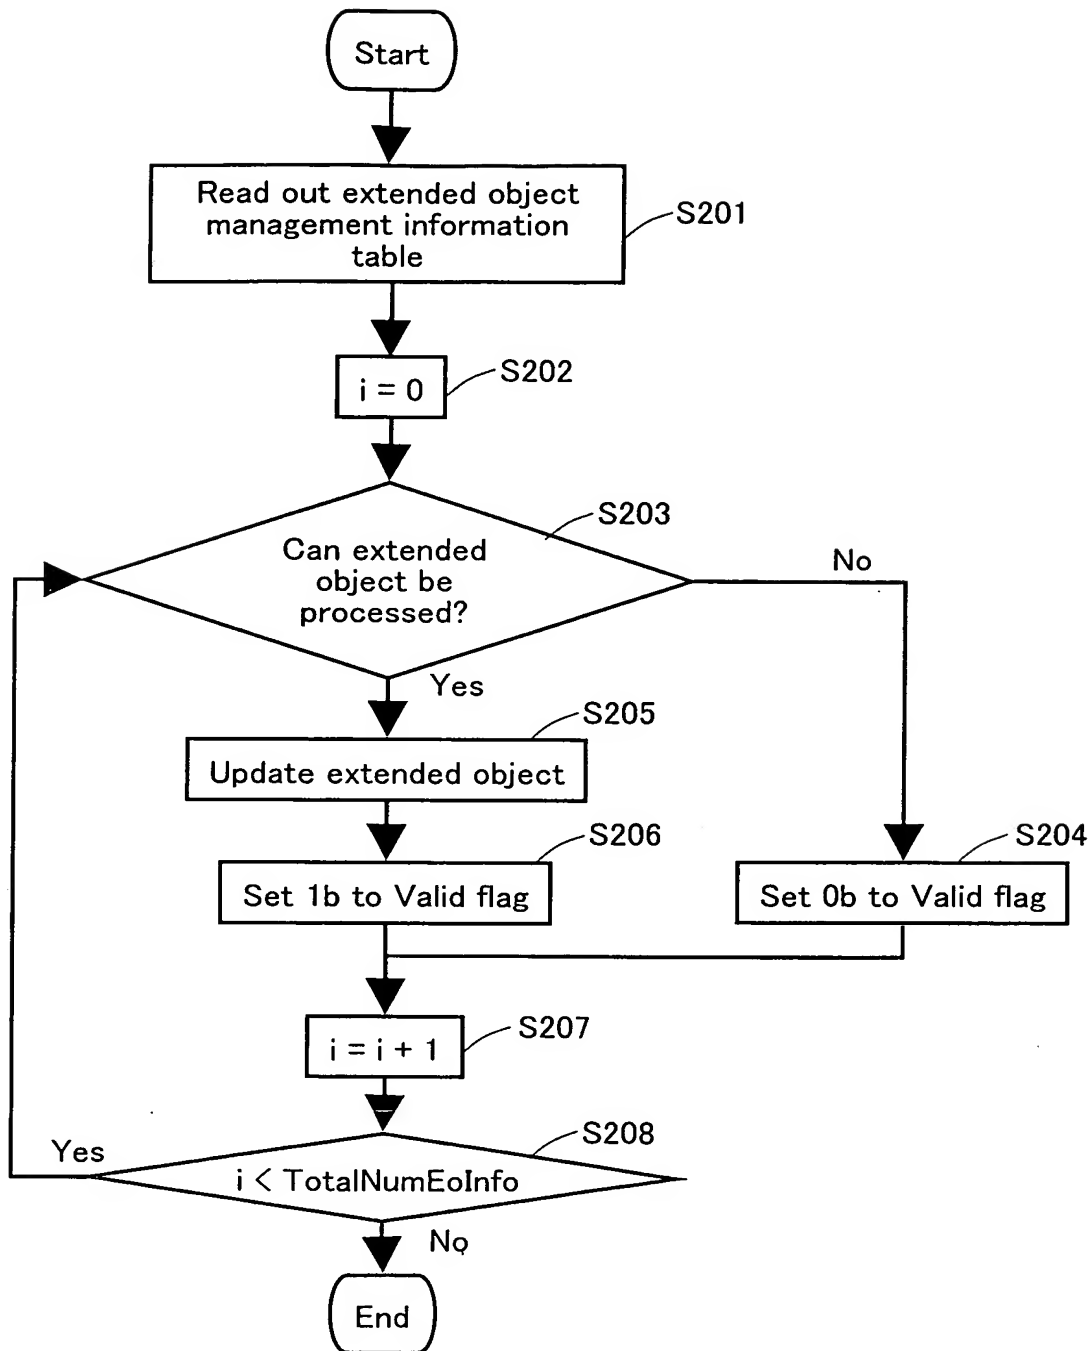 Start
Read out extended object
management information
table
S201
i = 0
S202
S203
Can extended
object be
processed?
No
Yes
S205
Update extended object
S206
Set 1b to Valid flag
S204
Set 0b to Valid flag
S207
i = i + 1
S208
Yes
i < TotalNumEoInfo
No
End